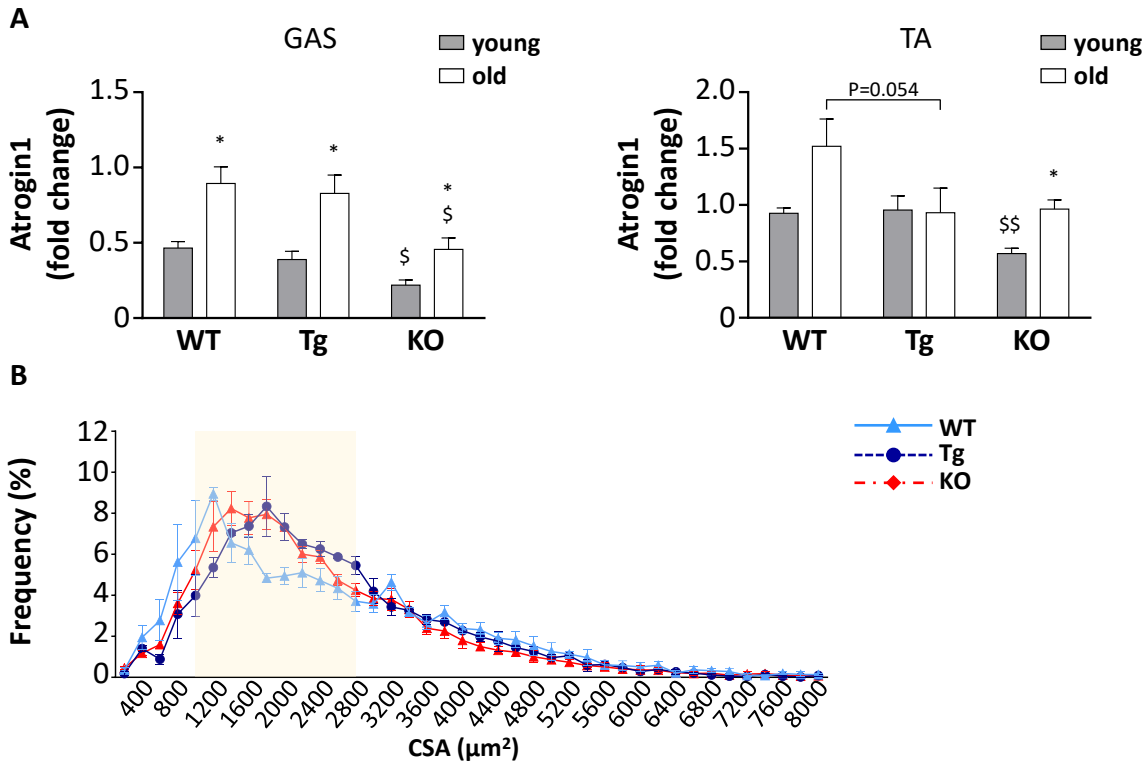 A
GAS
young
old
Atrogin1
(fold change)
1.5
1.0
0.5
0
*
*
*
$
$
WT
Tg
KO
TA
young
old
Atrogin1
(fold change)
2.0
1.5
1.0
0.5
0
P=0.054
$$
*
WT
Tg
KO
B
Frequency (%)
12
10
8
6
4
2
0
400
800
1200
1600
2000
2400
2800
3200
3600
4000
4400
4800
5200
5600
6000
6400
6800
7200
7600
8000
CSA (µm²)
WT
Tg
KO